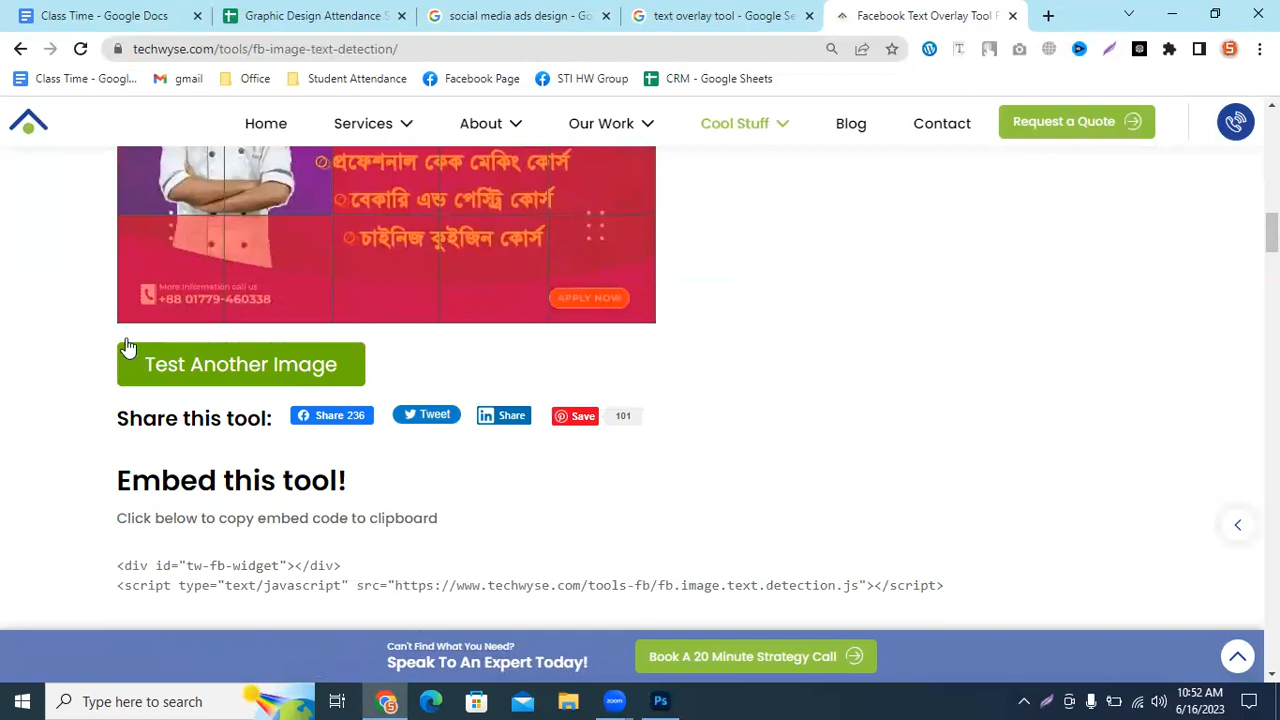 Class Time - Google Docs
Graphic Design Attendance S
social media ads design - Go
text overlay tool - Google Se
Facebook Text Overlay Tool F
techwyse.com/tools/fb-image-text-detection/
Class Time - Googl...
gmail
Office
Student Attendance
Facebook Page
STI HW Group
CRM - Google Sheets
Home
Services
About
Our Work
Cool Stuff
Blog
Contact
Request a Quote
প্রফেশনাল কেক মেকিং কোর্স
বেকারি এন্ড পেস্ট্রি কোর্স
চাইনিজ কুইজিন কোর্স
More Information call us
+88 01779-460338
APPLY NOW
Test Another Image
Share this tool:
Share 236
Tweet
Share
Save
101
Embed this tool!
Click below to copy embed code to clipboard
<div id="tw-fb-widget"></div>
<script type="text/javascript" src="https://www.techwyse.com/tools-fb/fb.image.text.detection.js"></script>
Can't Find What You Need?
Speak To An Expert Today!
Book A 20 Minute Strategy Call
Type here to search
Ps
10:52 AM
6/16/2023